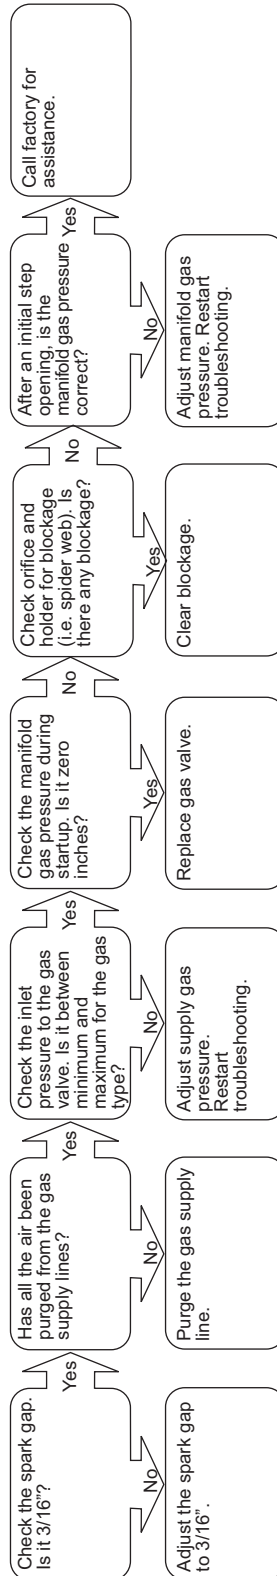 Check the spark gap.
Is it 3/16”?
Yes
No
Adjust the spark gap
to 3/16”.
Has all the air been
purged from the gas
supply lines?
Yes
No
Purge the gas supply
line.
Check the inlet
pressure to the gas
valve. Is it between
minimum and
maximum for the gas
type?
Yes
No
Adjust supply gas
pressure.
Restart
troubleshooting.
Check the manifold
gas pressure during
startup. Is it zero
inches?
No
Yes
Replace gas valve.
Check orifice and
holder for blockage
(i.e. spider web). Is
there any blockage?
No
Yes
Clear blockage.
After an initial step
opening, is the
manifold gas pressure
correct?
Yes
No
Adjust manifold gas
pressure. Restart
troubleshooting.
Call factory for
assistance.